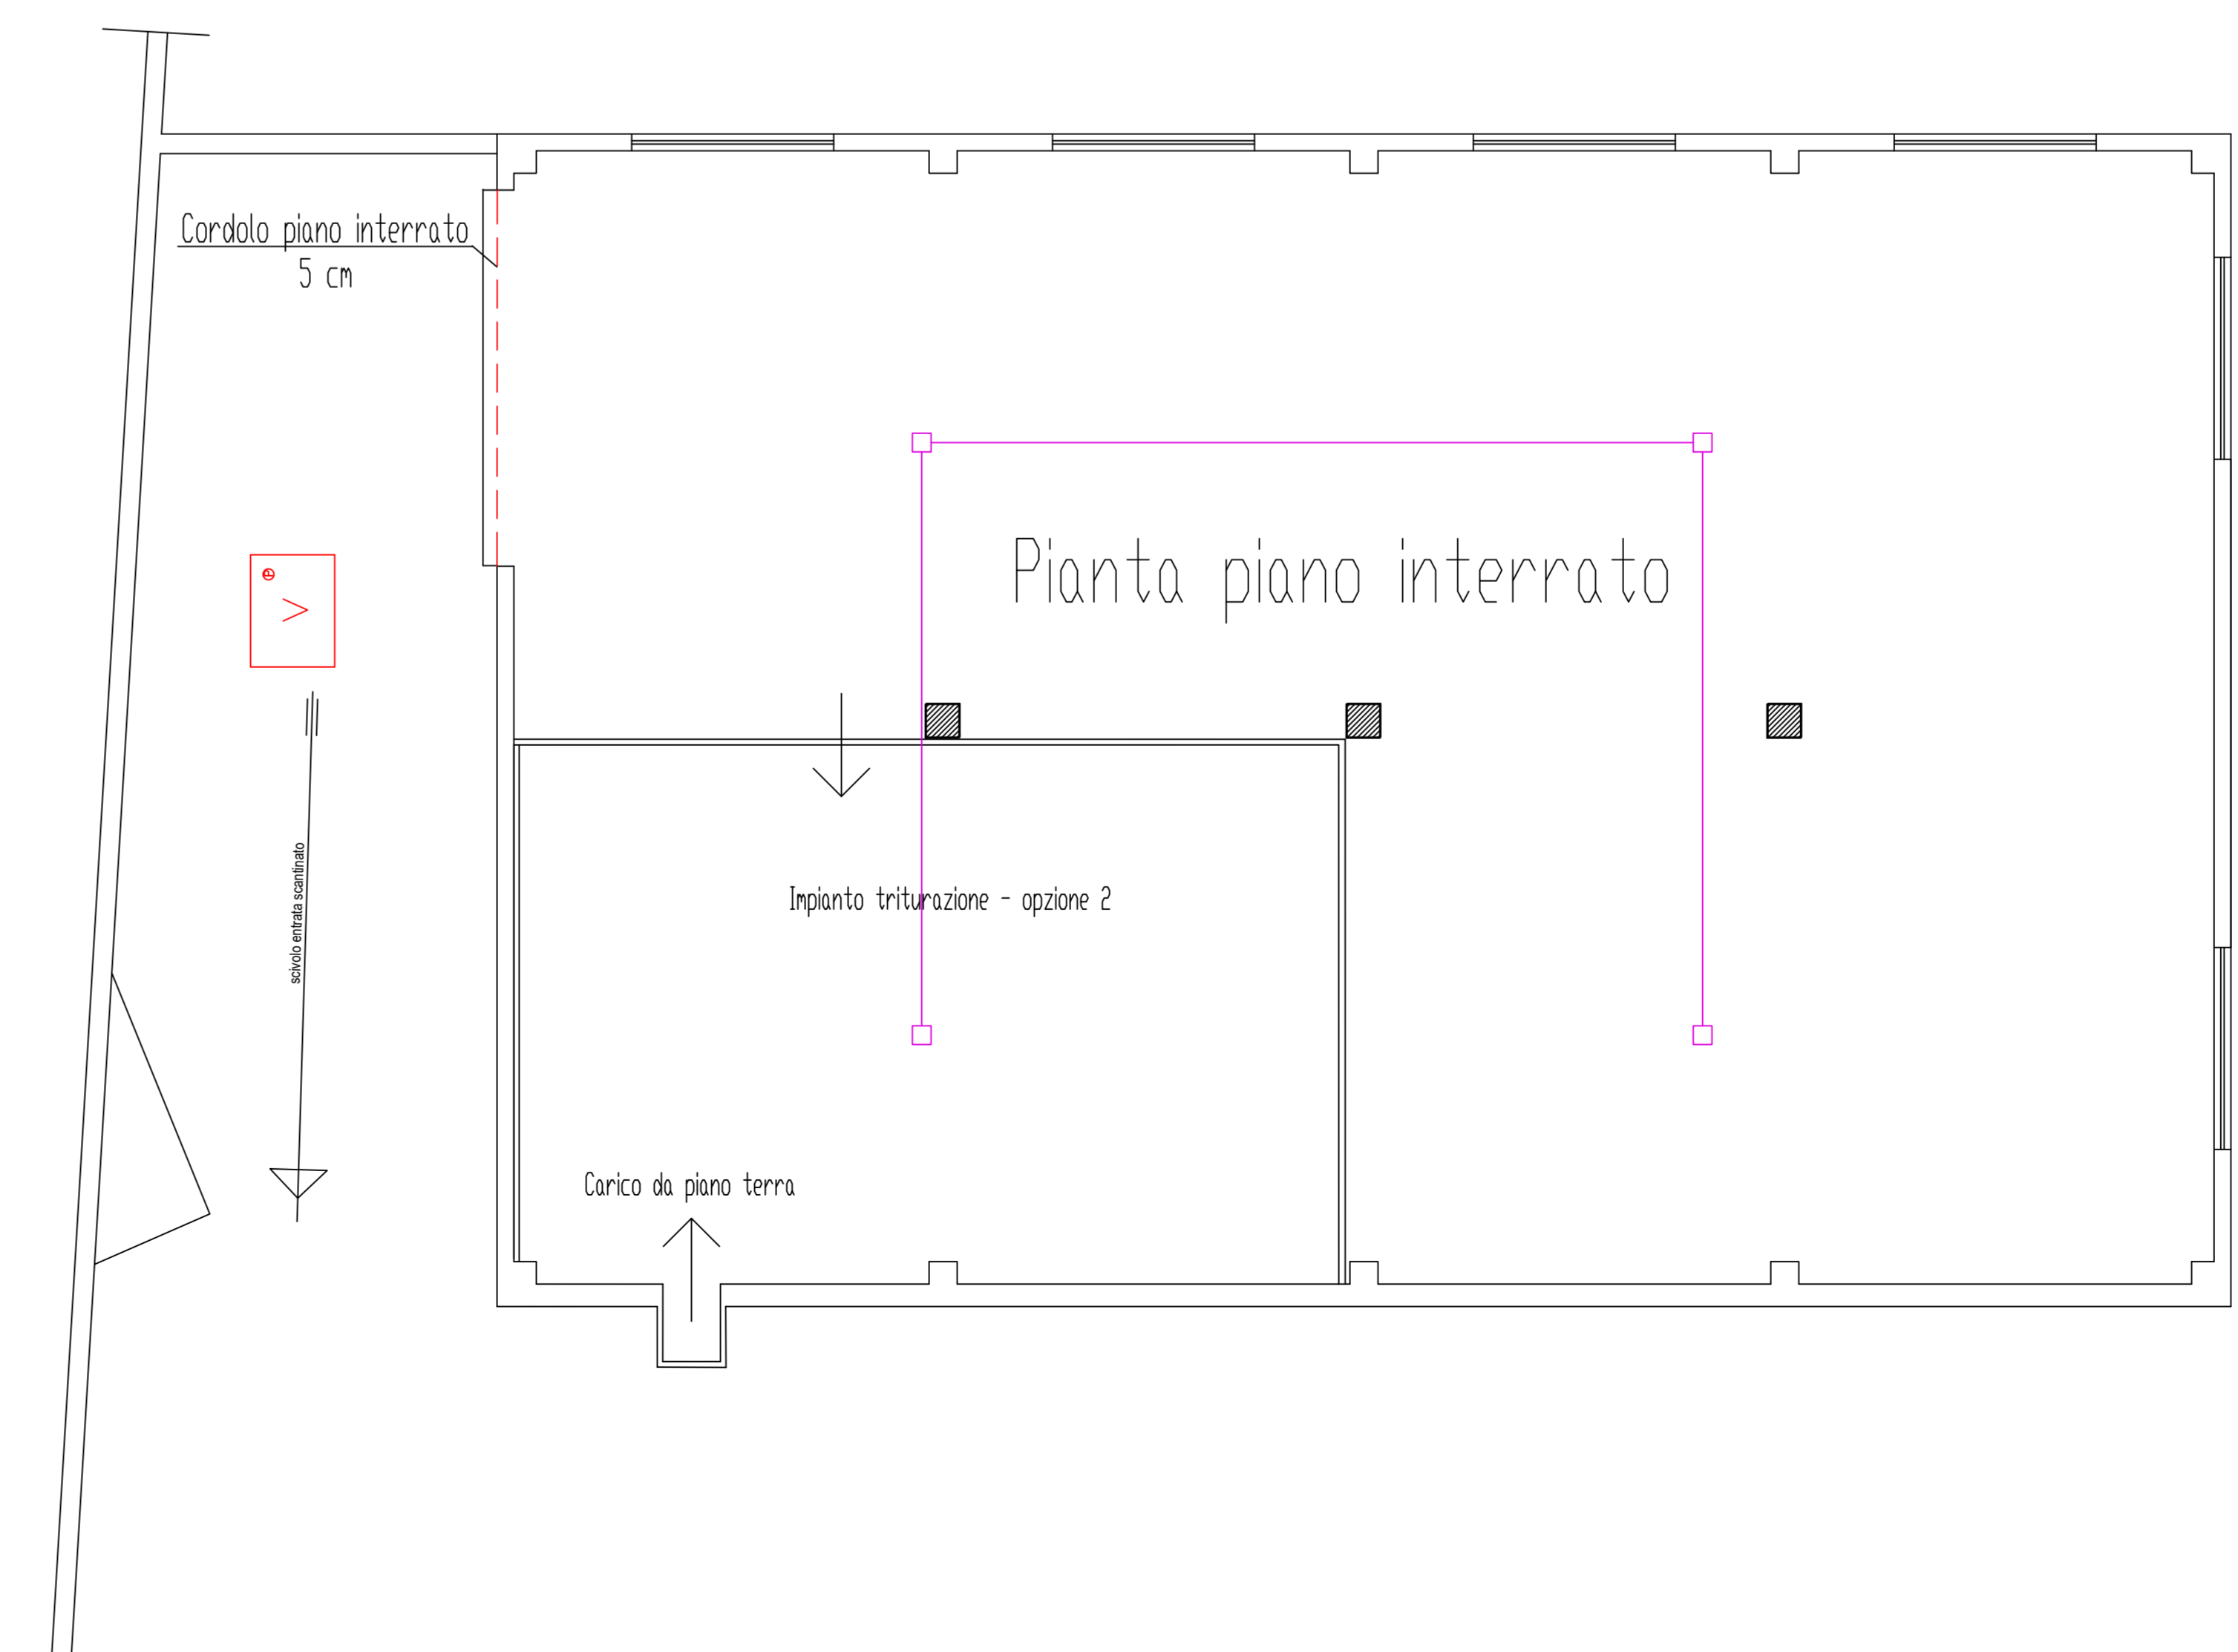 Cordolo piano interrato
5 cm
P
V
Pianta piano interrato
scivolo entrata scantinato
Impianto triturazione - opzione 2
Carico da piano terra